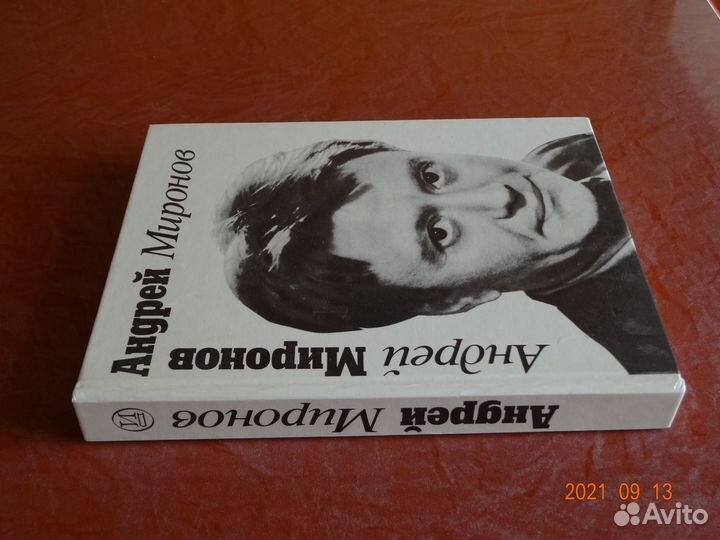 Андрей Миронов
Андрей Миронов
Андрей Миронов
2021 09 13
Avito